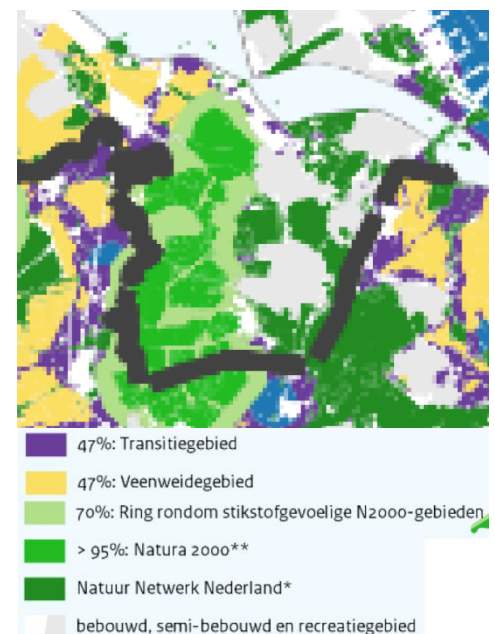 47%: Transitiegebied
47%: Veenweidegebied
70%: Ring rondom stikstofgevoelige N2000-gebieden
> 95%: Natura 2000**
Natuur Netwerk Nederland*
bebouwd, semi-bebouwd en recreatiegebied